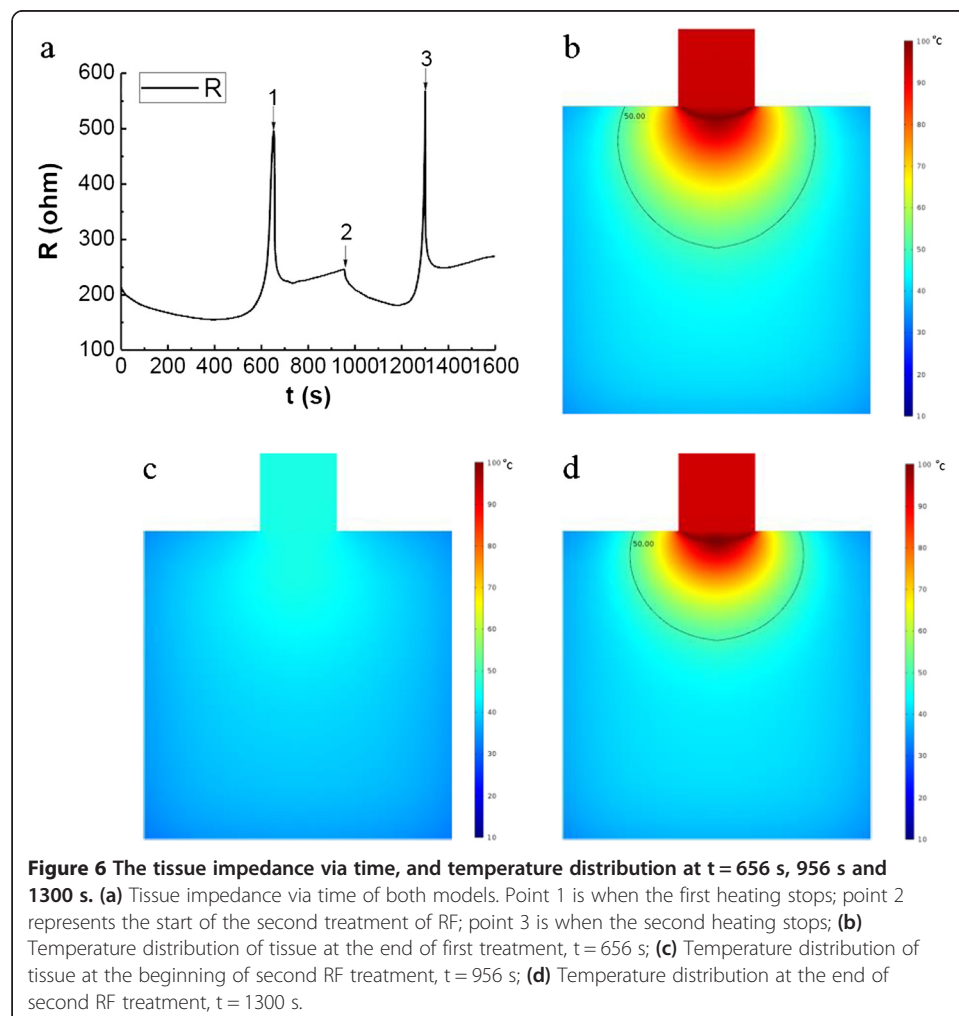 a
R
600
500
400
300
200
100
R (ohm)
0 200 400 600 800 1000 1200 1400 1600
t (s)
1
2
3
b
50.00
100 °C
90
80
70
60
50
40
30
20
10
c
100 °C
90
80
70
60
50
40
30
20
10
d
50.00
100 °C
90
80
70
60
50
40
30
20
10
Figure 6 The tissue impedance via time, and temperature distribution at t = 656 s, 956 s and
1300 s. (a) Tissue impedance via time of both models. Point 1 is when the first heating stops; point 2
represents the start of the second treatment of RF; point 3 is when the second heating stops; (b)
Temperature distribution of tissue at the end of first treatment, t = 656 s; (c) Temperature distribution of
tissue at the beginning of second RF treatment, t = 956 s; (d) Temperature distribution at the end of
second RF treatment, t = 1300 s.